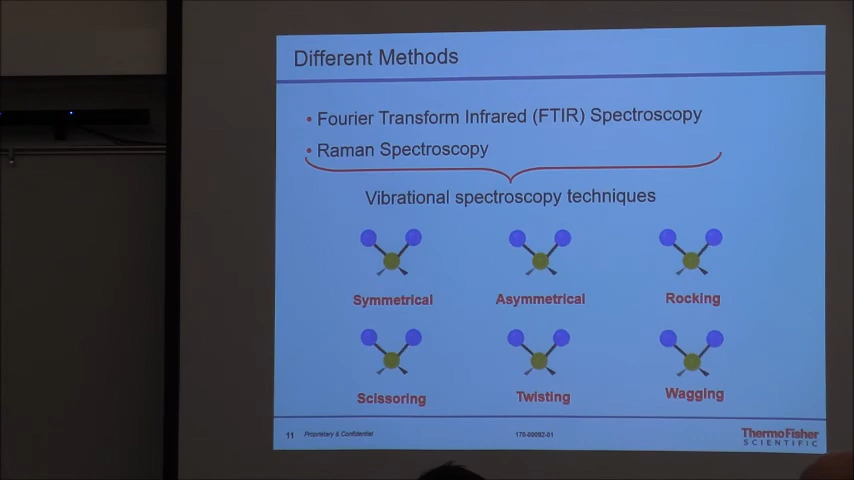 Different Methods
• Fourier Transform Infrared (FTIR) Spectroscopy
• Raman Spectroscopy
Vibrational spectroscopy techniques
Symmetrical Asymmetrical Rocking
Scissoring Twisting Wagging
11 Proprietary & Confidential 170-00092-01 ThermoFisher
SCIENTIFIC